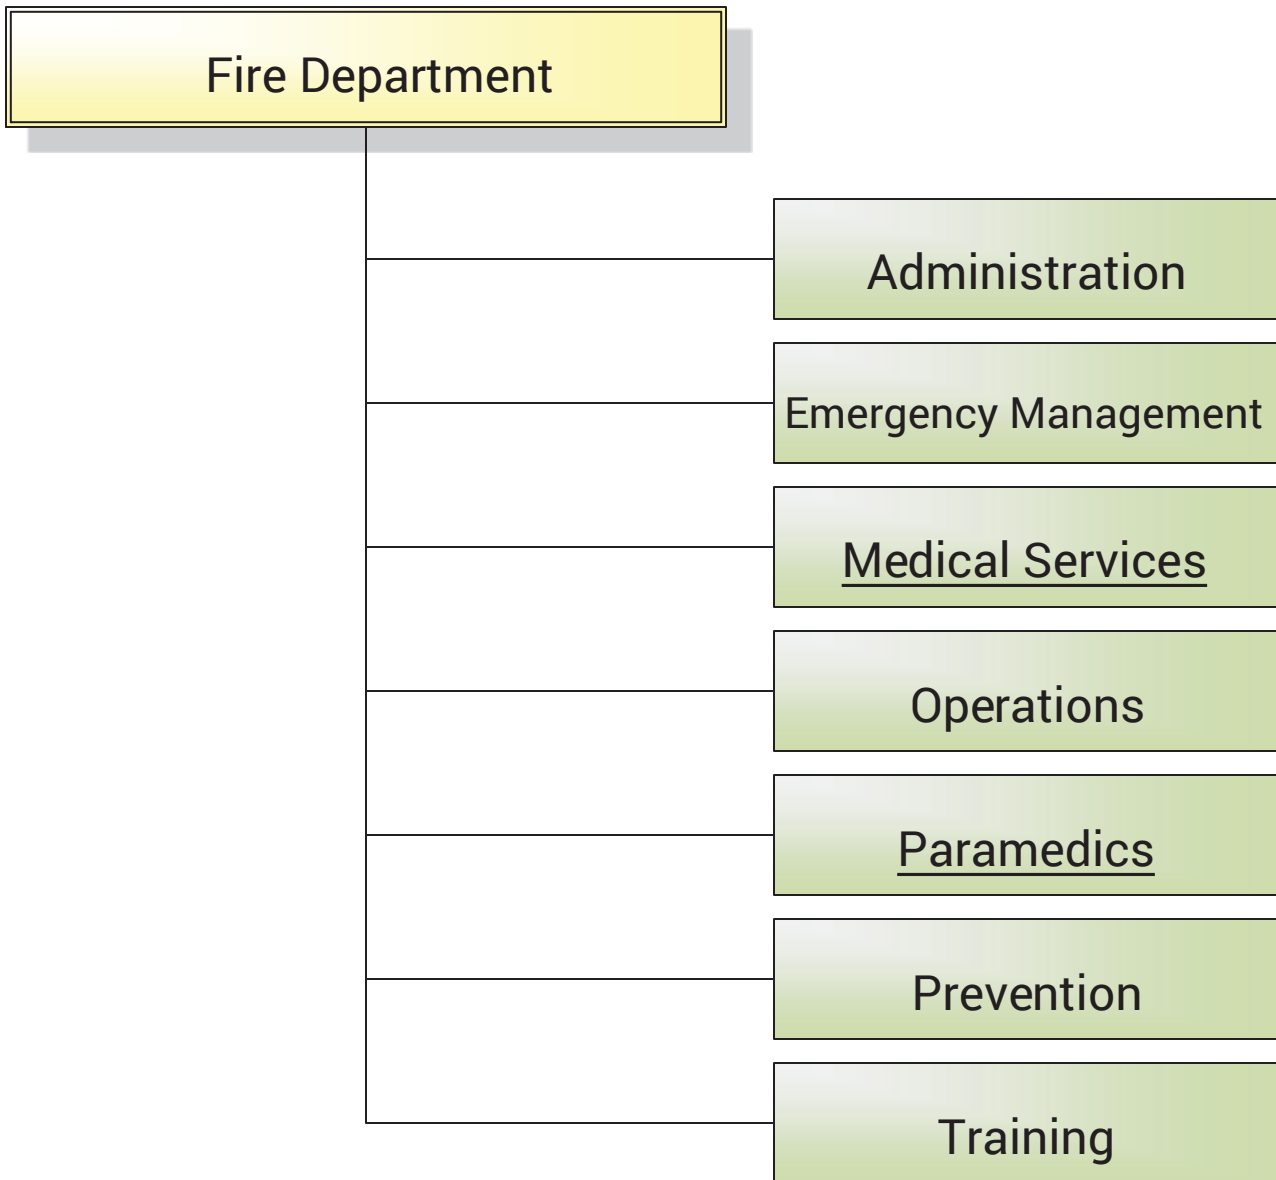 Fire Department
Administration
Emergency Management
Medical Services
Operations
Paramedics
Prevention
Training